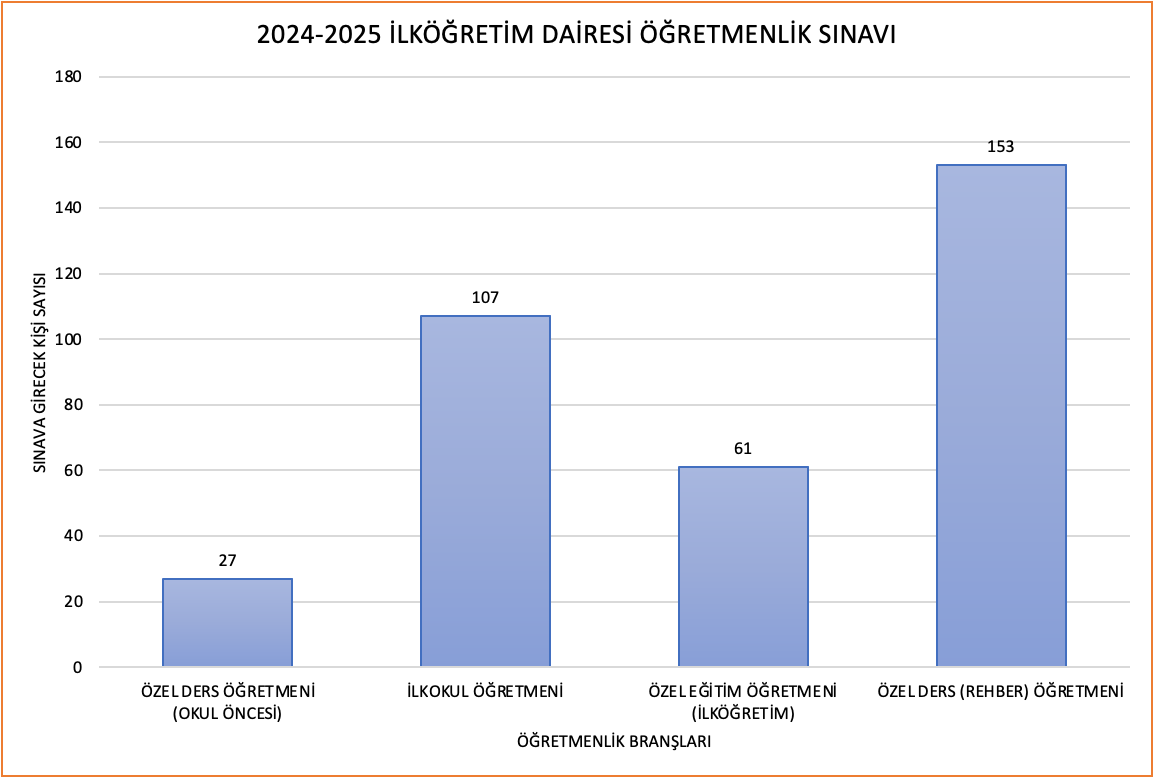 2024-2025 İLKÖĞRETİM DAİRESİ ÖĞRETMENLİK SINAVI
180
160
140
120
100
80
60
40
20
0
SINAVA GİRECEK KİŞİ SAYISI
27
107
61
153
ÖZEL DERS ÖĞRETMENİ
(OKUL ÖNCESİ)
İLKOKUL ÖĞRETMENİ
ÖZEL EĞİTİM ÖĞRETMENİ
(İLKÖĞRETİM)
ÖZEL DERS (REHBER) ÖĞRETMENİ
ÖĞRETMENLİK BRANŞLARI